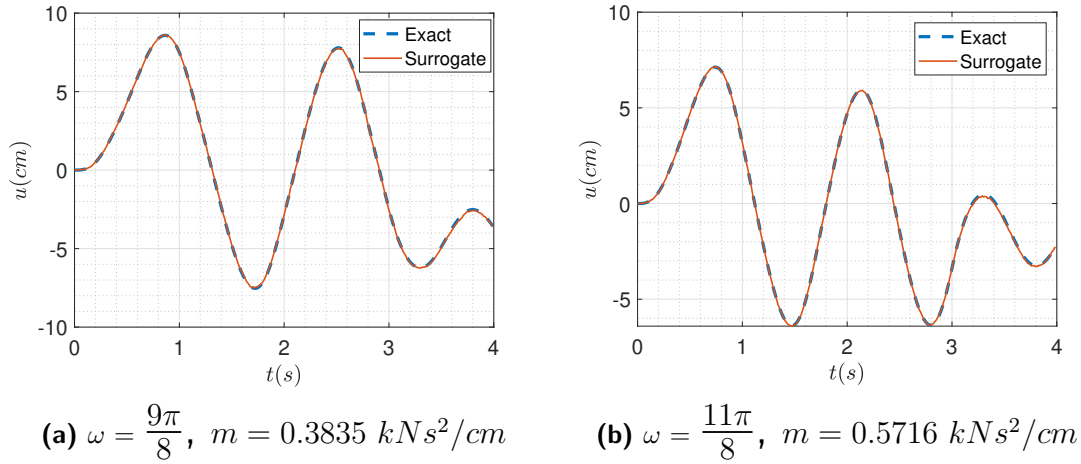 10
5
0
-5
-10
u(cm)
0 1 2 3 4
t(s)
Exact
Surrogate
(a) ω = 9π/8, m = 0.3835 kNs²/cm
10
5
0
-5
u(cm)
0 1 2 3 4
t(s)
Exact
Surrogate
(b) ω = 11π/8, m = 0.5716 kNs²/cm